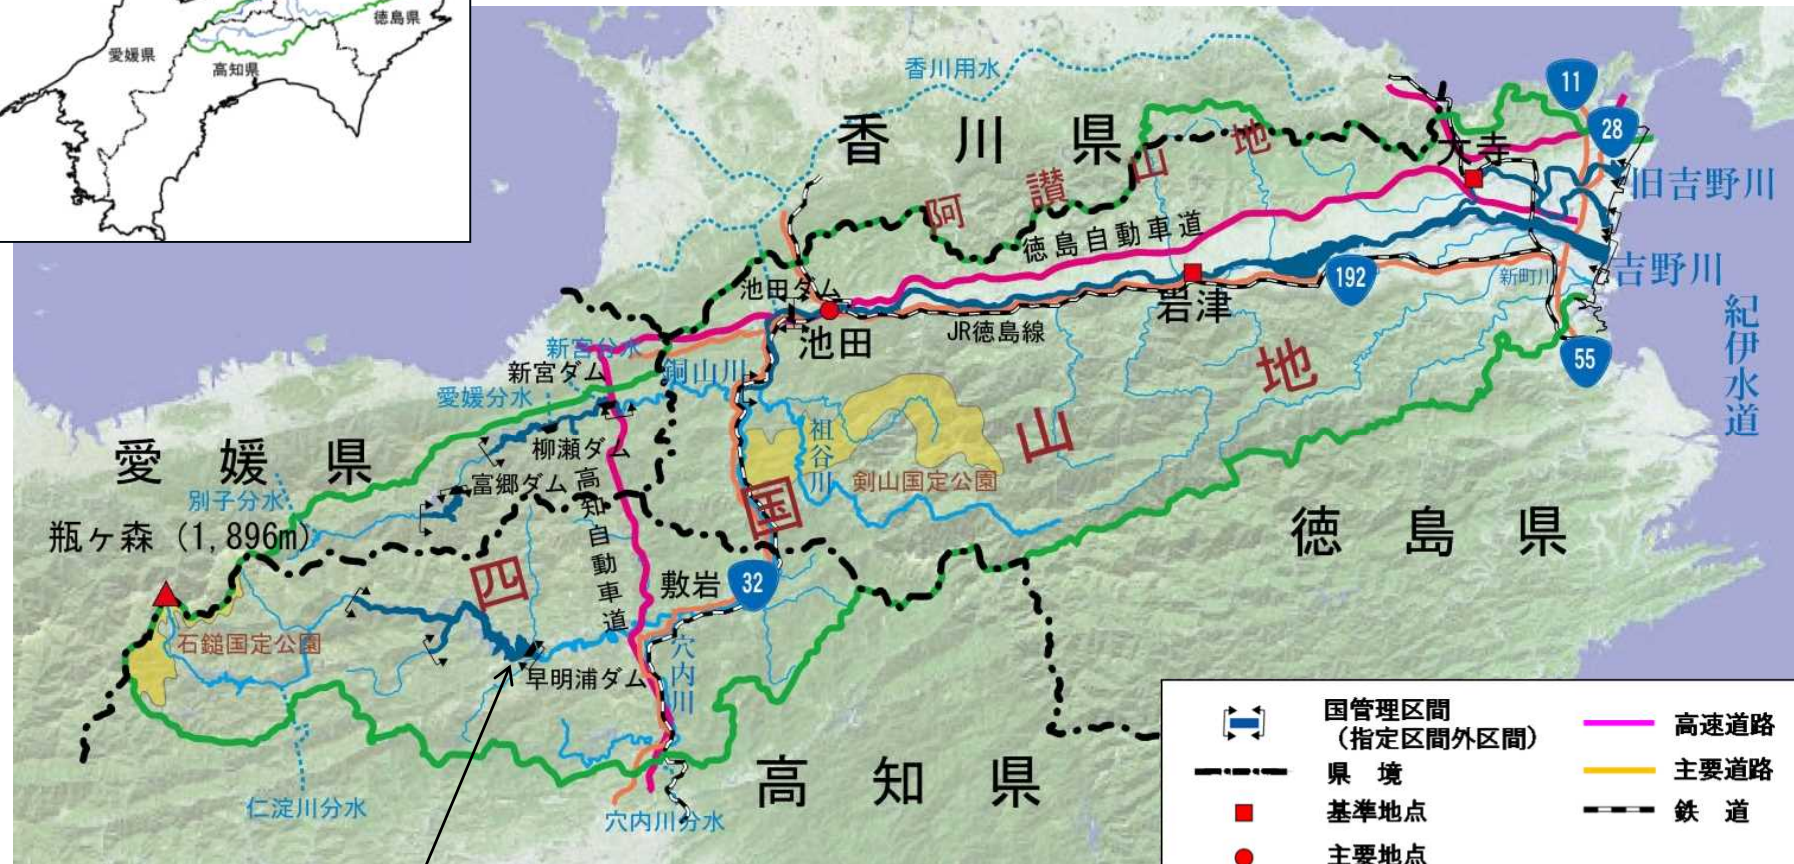 徳島県
愛媛県
高知県
香川用水
香川県
阿讃山地
11
28
大寺
旧吉野川
徳島自動車道
吉野川
池田ダム
192
新町川
岩津
紀伊水道
池田
JR徳島線
新宮分水
新宮ダム
銅山川
55
愛媛分水
四国山地
祖谷川
愛媛県
柳瀬ダム
富郷ダム
高知自動車道
剣山国定公園
別子分水
瓶ヶ森 (1,896m)
徳島県
敷岩
32
石鎚国定公園
穴内川
早明浦ダム
高知県
仁淀川分水
穴内川分水
国管理区間
(指定区間外区間)
高速道路
県境
主要道路
基準地点
鉄道
主要地点